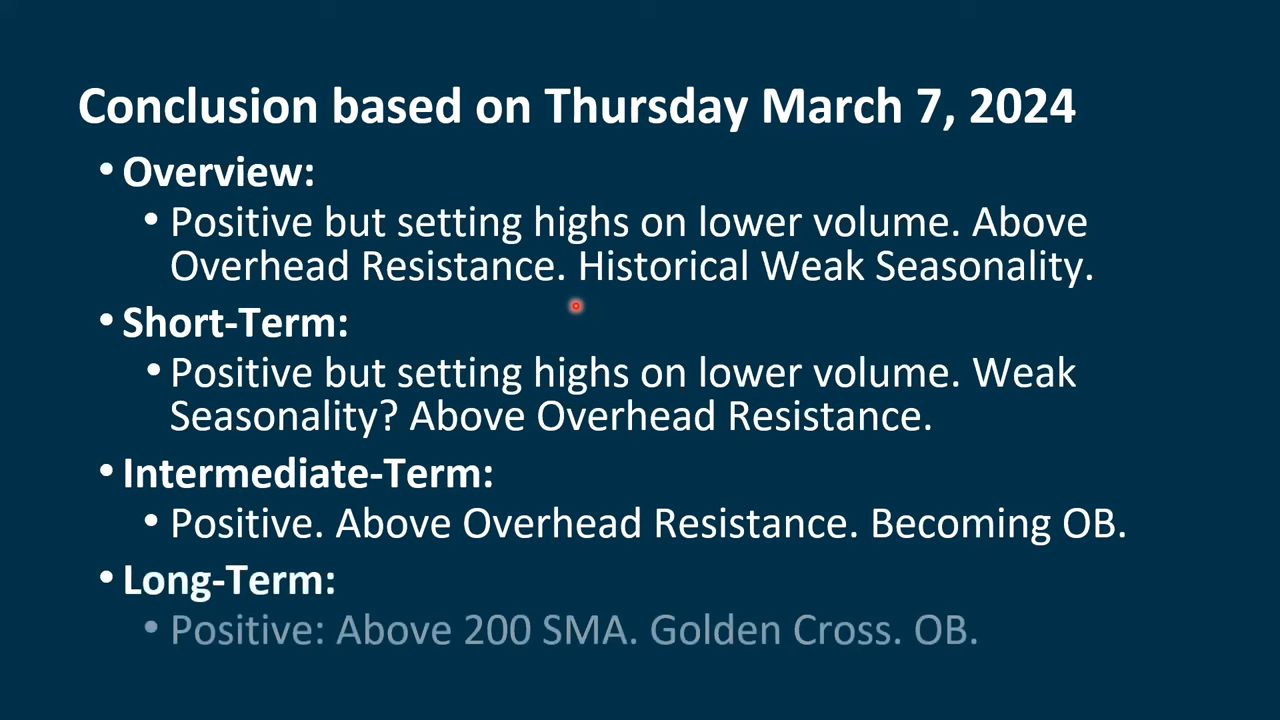 Conclusion based on Thursday March 7, 2024
• Overview:
• Positive but setting highs on lower volume. Above
Overhead Resistance. Historical Weak Seasonality.
• Short-Term:
• Positive but setting highs on lower volume. Weak
Seasonality? Above Overhead Resistance.
• Intermediate-Term:
• Positive. Above Overhead Resistance. Becoming OB.
• Long-Term:
• Positive: Above 200 SMA. Golden Cross. OB.